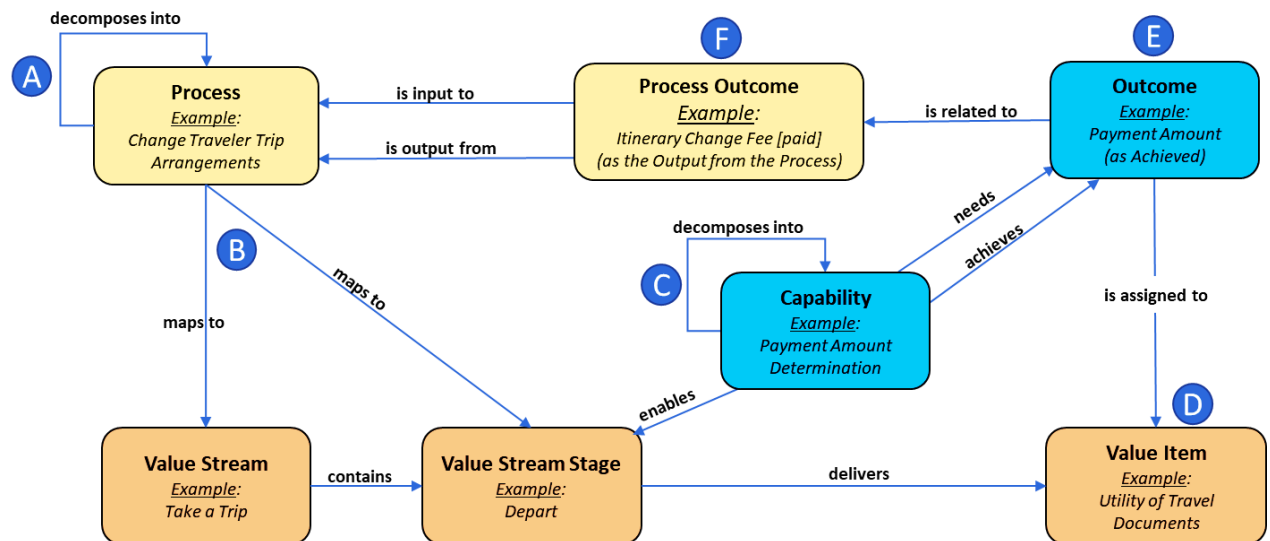 decomposes into
A
Process
Example:
Change Traveler Trip
Arrangements
is input to
is output from
F
Process Outcome
Example:
Itinerary Change Fee [paid]
(as the Output from the Process)
is related to
E
Outcome
Example:
Payment Amount
(as Achieved)
B
maps to
maps to
decomposes into
C
Capability
Example:
Payment Amount
Determination
needs
achieves
is assigned to
enables
D
Value Stream
Example:
Take a Trip
contains
Value Stream Stage
Example:
Depart
delivers
Value Item
Example:
Utility of Travel
Documents